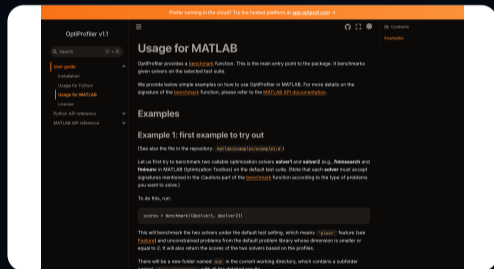 Prefer running in the cloud? Try the hosted platform at app.optprof.com →
OptiProfiler v1.1
Search
User guide
Installation
Usage for Python
Usage for MATLAB
License
Python API reference
MATLAB API reference
Usage for MATLAB
OptiProfiler provides a benchmark function. This is the main entry point to the package. It benchmarks
given solvers on the selected test suite.
We provide below simple examples on how to use OptiProfiler in MATLAB. For more details on the
signature of the benchmark function, please refer to the MATLAB API documentation.
Examples
Example 1: first example to try out
(See also the file in the repository: matlab/examples/example1.m)
Let us first try to benchmark two callable optimization solvers solver1 and solver2 (e.g., fminsearch and
fminunc in MATLAB Optimization Toolbox) on the default test suite. (Note that each solver must accept
signatures mentioned in the Cautions part of the benchmark function according to the type of problems
you want to solve.)
To do this, run:
scores = benchmark({@solver1, @solver2})
This will benchmark the two solvers under the default test setting, which means 'plain' feature (see
Feature) and unconstrained problems from the default problem library whose dimension is smaller or
equal to 2. It will also return the scores of the two solvers based on the profiles.
There will be a new folder named out in the current working directory, which contains a subfolder
Contents
Examples